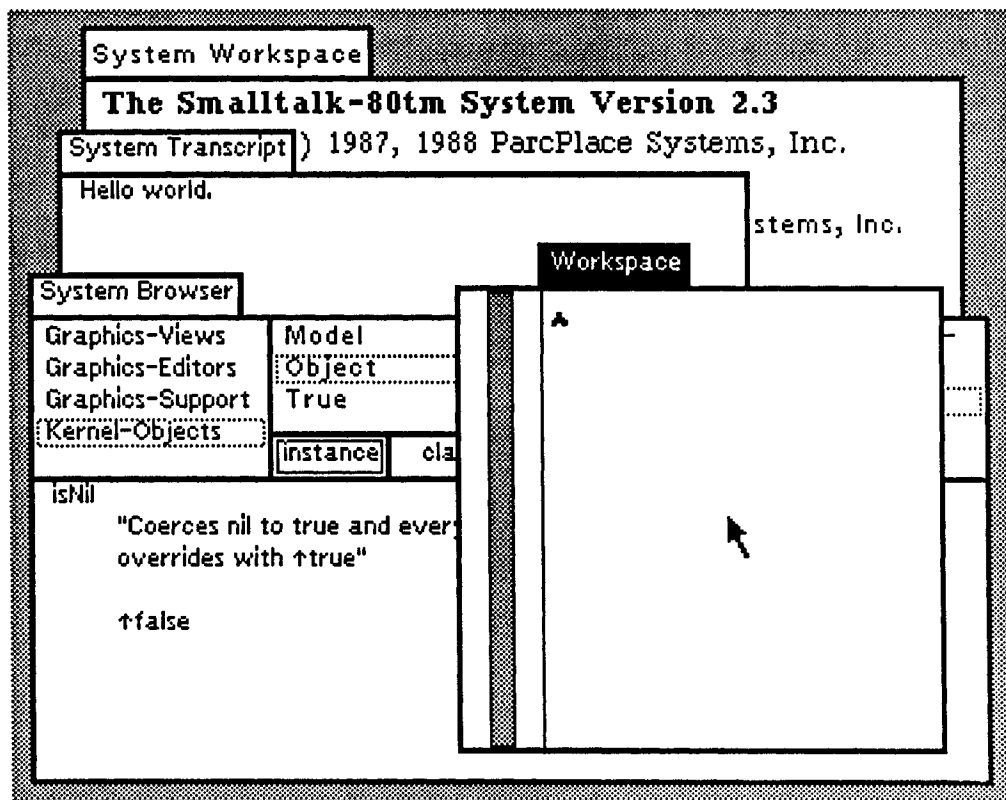 System Workspace
The Smalltalk-80tm System Version 2.3
System Transcript
) 1987, 1988 ParcPlace Systems, Inc.
Hello world.
stems, Inc.
Workspace
System Browser
Graphics-Views
Graphics-Editors
Graphics-Support
Kernel-Objects
Model
Object
True
instance
cla
isNil
"Coerces nil to true and every
overrides with ↑true"
↑false